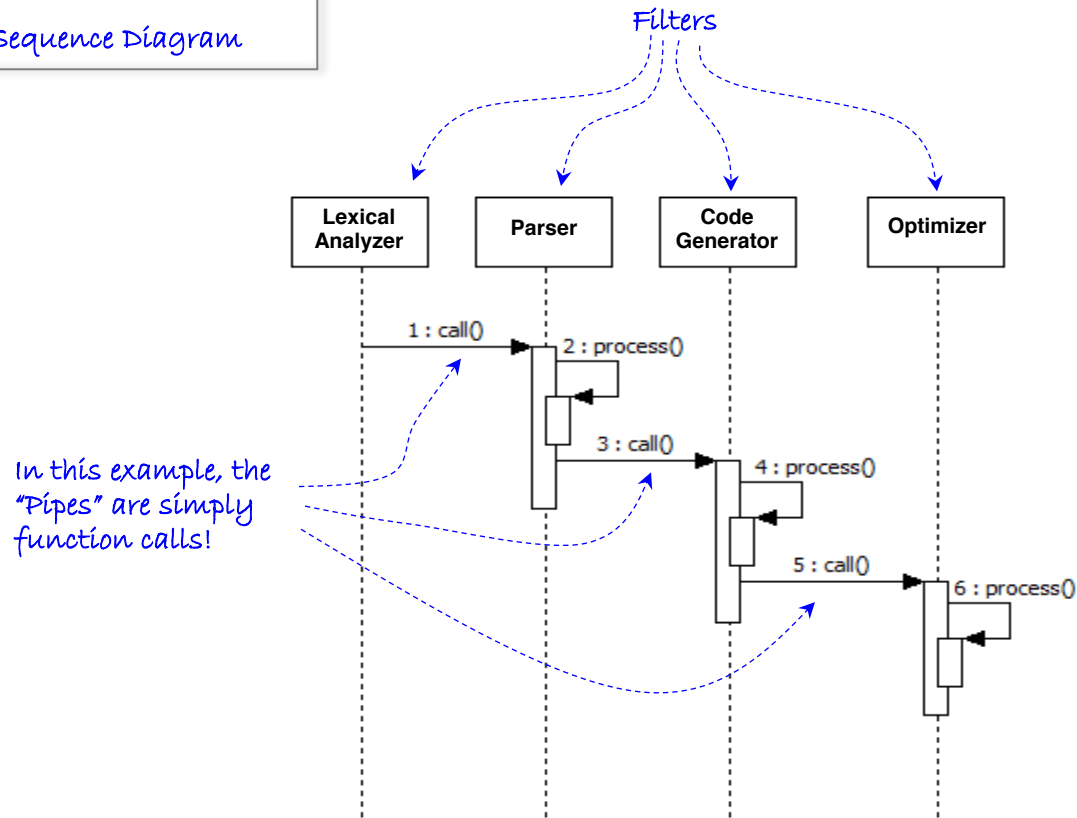 Sequence Diagram
Filters
Lexical
Analyzer
Parser
Code
Generator
Optimizer
1 : call()
2 : process()
3 : call()
4 : process()
5 : call()
6 : process()
In this example, the
“Pipes” are simply
function calls!